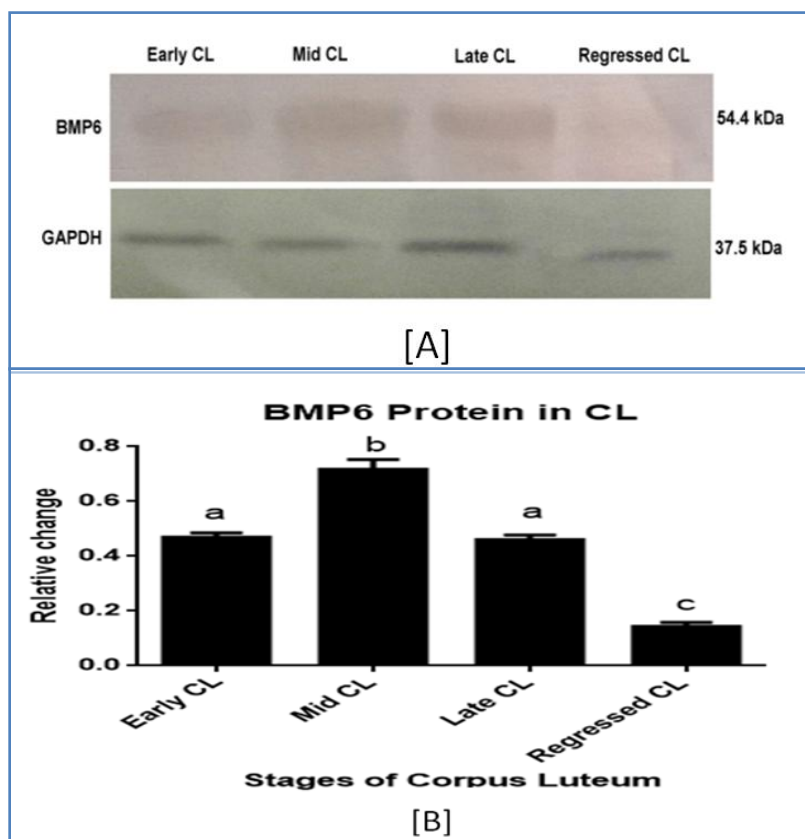 Early CL Mid CL Late CL Regressed CL
BMP6 54.4 kDa
GAPDH 37.5 kDa
[A]
BMP6 Protein in CL
Relative change
0.8
0.6
0.4
0.2
0.0
a b a c
Early CL Mid CL Late CL Regressed CL
Stages of Corpus Luteum
[B]